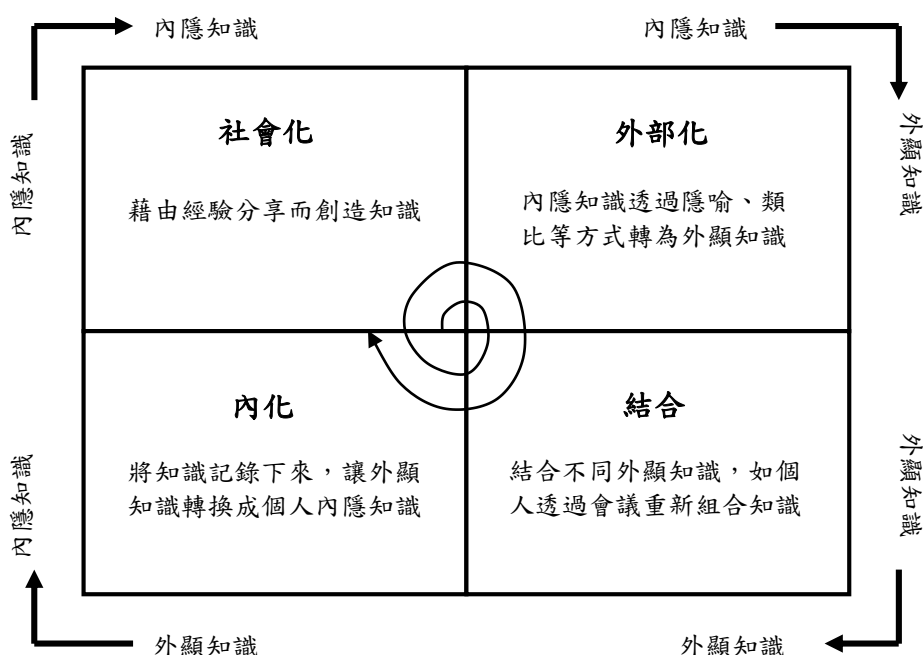 內隱知識
內隱知識
內隱知識
外顯知識
社會化
藉由經驗分享而創造知識
外部化
內隱知識透過隱喻、類
比等方式轉為外顯知識
內化
將知識記錄下來，讓外顯
知識轉換成個人內隱知識
結合
結合不同外顯知識，如個
人透過會議重新組合知識
內隱知識
外顯知識
外顯知識
外顯知識